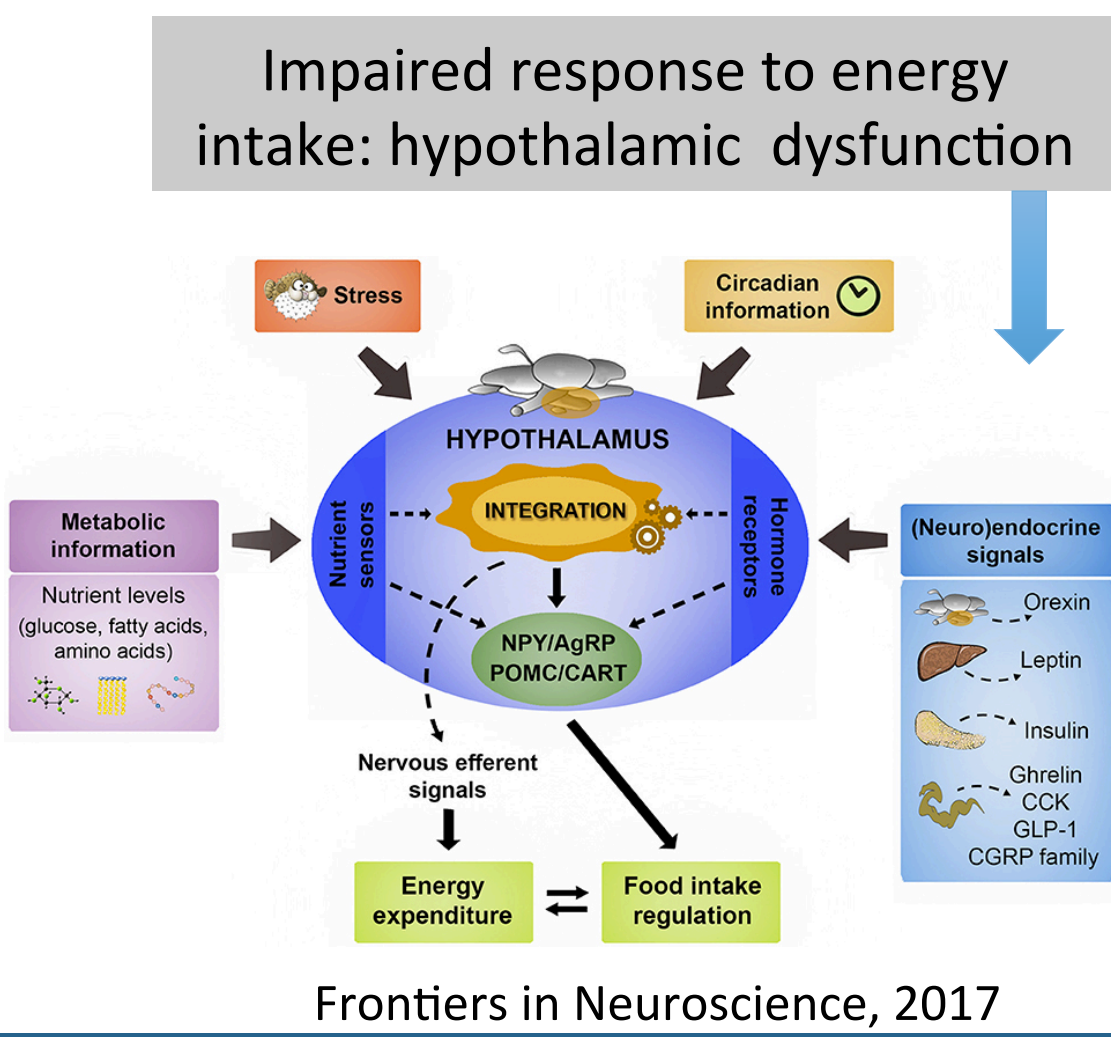 Impaired response to energy
intake: hypothalamic dysfunction
Stress
Circadian
information
HYPOTHALAMUS
Nutrient
sensors
INTEGRATION
Hormone
receptors
Metabolic
information
Nutrient levels
(glucose, fatty acids,
amino acids)
(Neuro)endocrine
signals
Orexin
Leptin
Insulin
Ghrelin
CCK
GLP-1
CGRP family
NPY/AgRP
POMC/CART
Nervous efferent
signals
Energy
expenditure
Food intake
regulation
Frontiers in Neuroscience, 2017